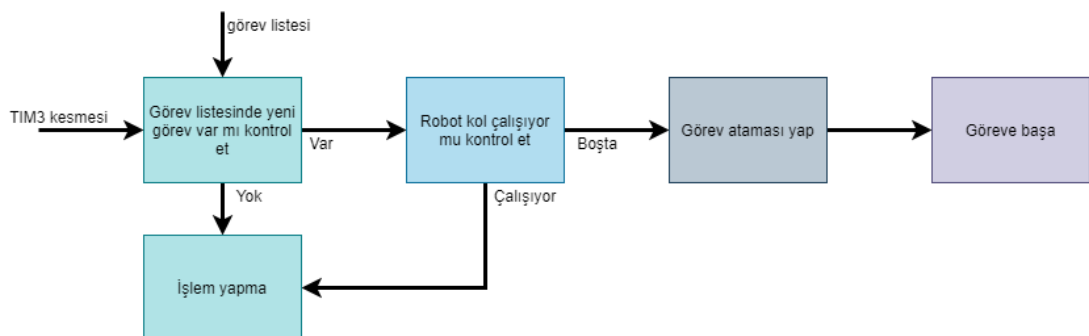 görev listesi
TIM3 kesmesi
Görev listesinde yeni
görev var mı kontrol
et
Var
Robot kol çalışıyor
mu kontrol et
Boşta
Görev ataması yap
Göreve başa
Yok
Çalışıyor
İşlem yapma